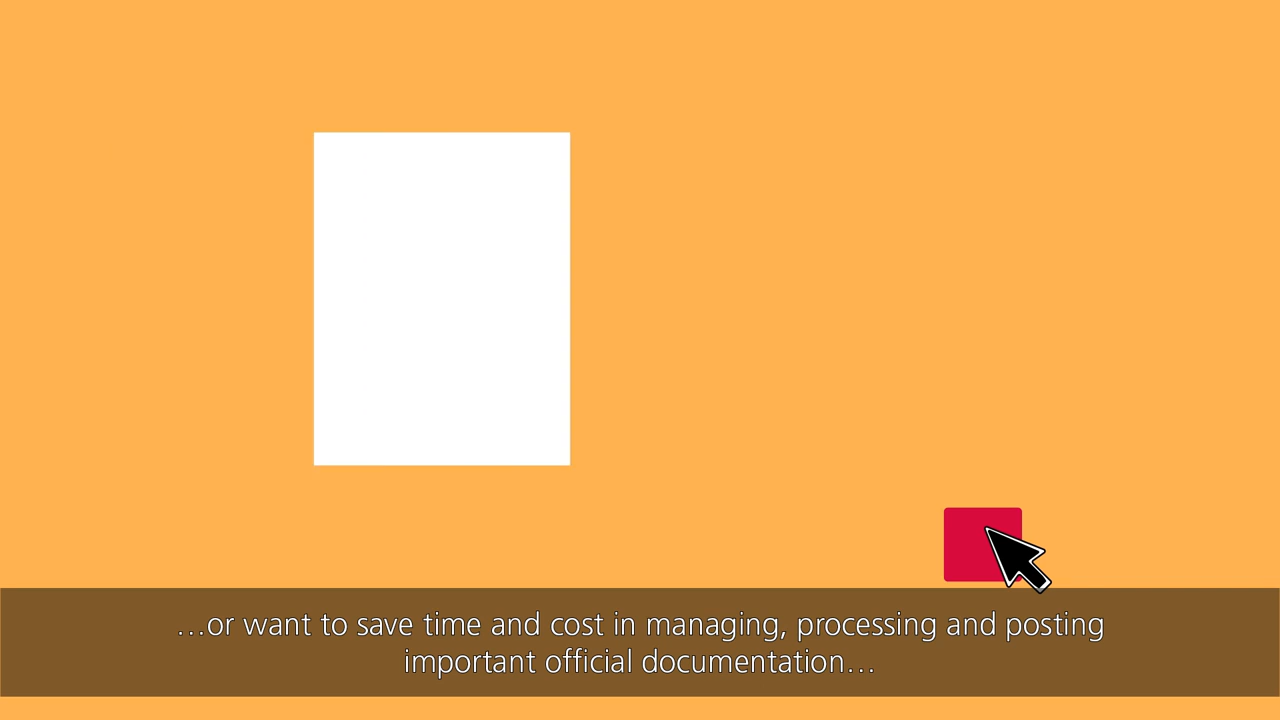 …or want to save time and cost in managing, processing and posting
important official documentation…